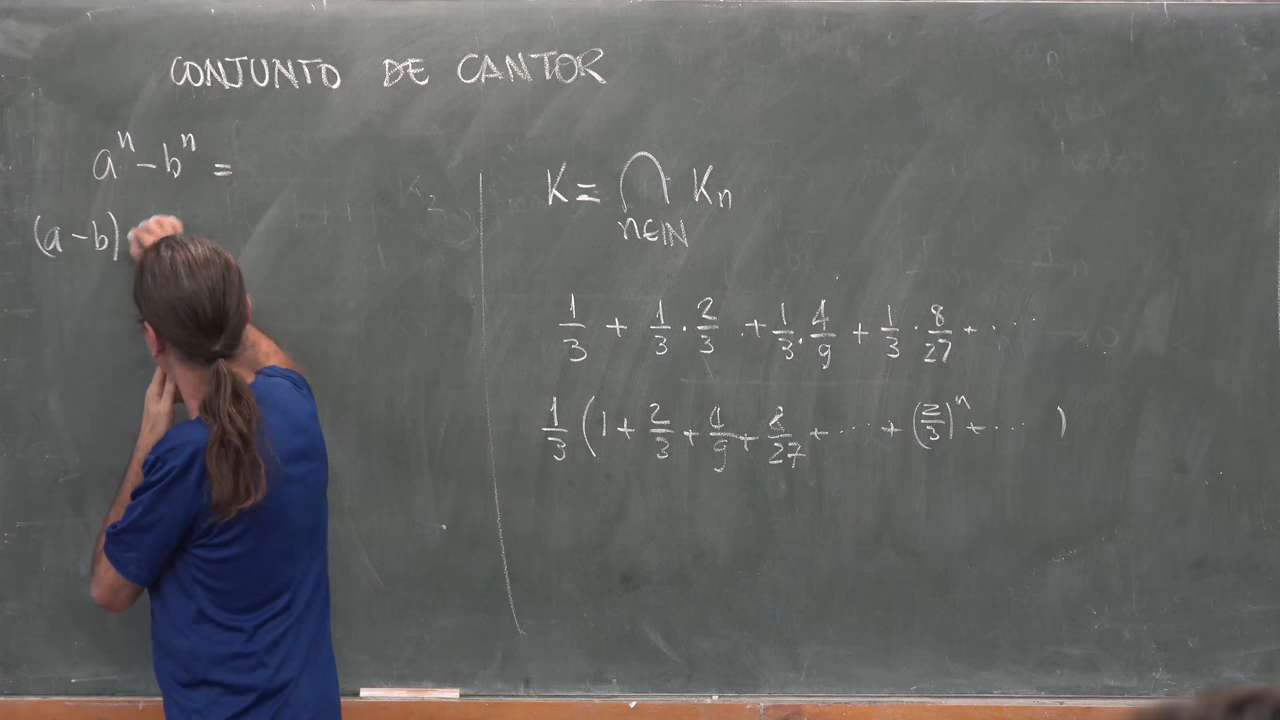 CONJUNTO DE CANTOR
aⁿ - bⁿ =
(a - b)
K = ⋂ Kn
n∈ℕ
1/3 + 1/3 · 2/3 + 1/3 · 4/9 + 1/3 · 8/27 + ...
1/3 (1 + 2/3 + 4/9 + 8/27 + ... + (2/3)ⁿ + ... )